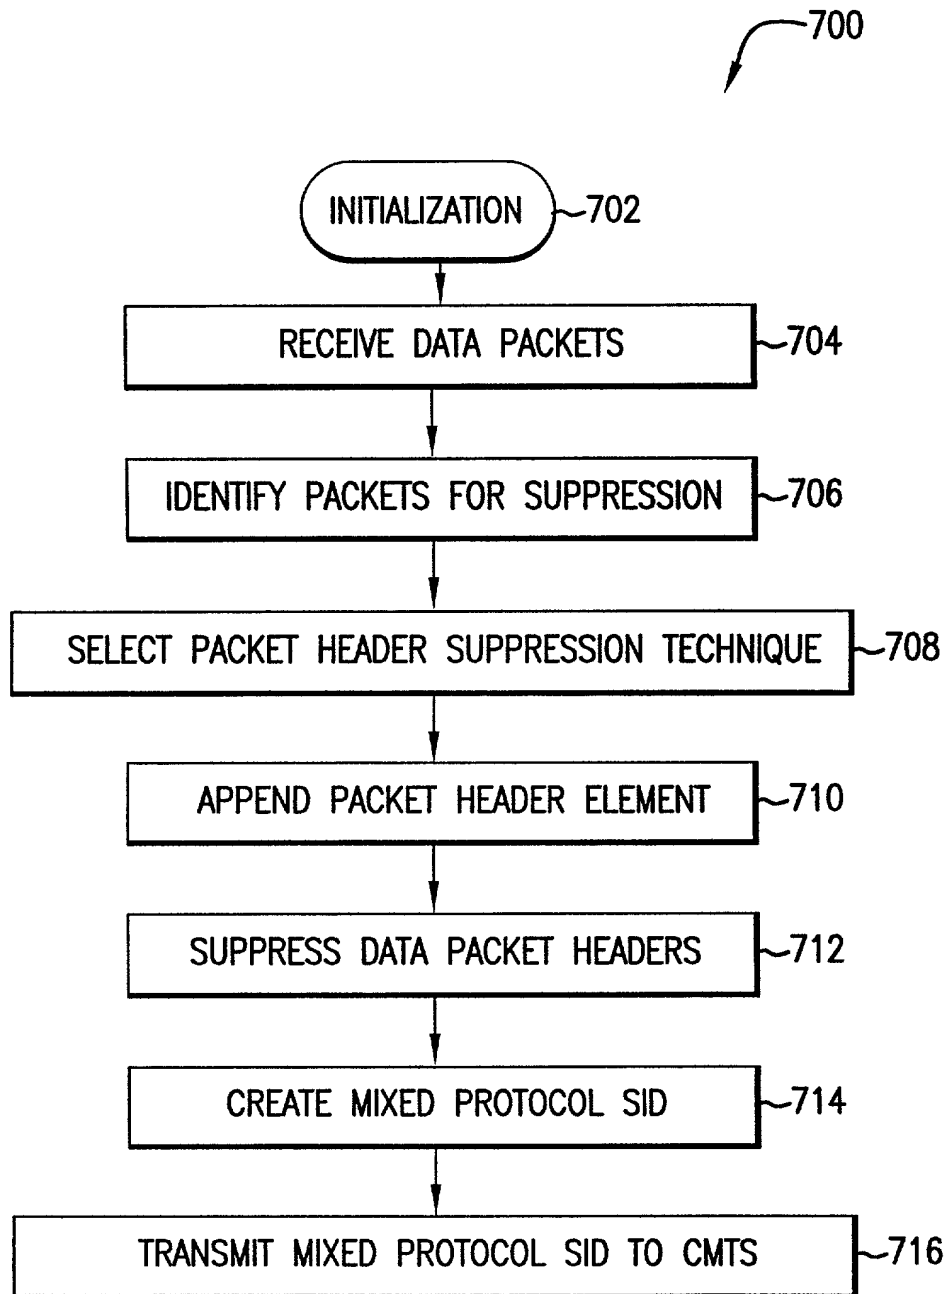 700
INITIALIZATION 702
RECEIVE DATA PACKETS 704
IDENTIFY PACKETS FOR SUPPRESSION 706
SELECT PACKET HEADER SUPPRESSION TECHNIQUE 708
APPEND PACKET HEADER ELEMENT 710
SUPPRESS DATA PACKET HEADERS 712
CREATE MIXED PROTOCOL SID 714
TRANSMIT MIXED PROTOCOL SID TO CMTS 716